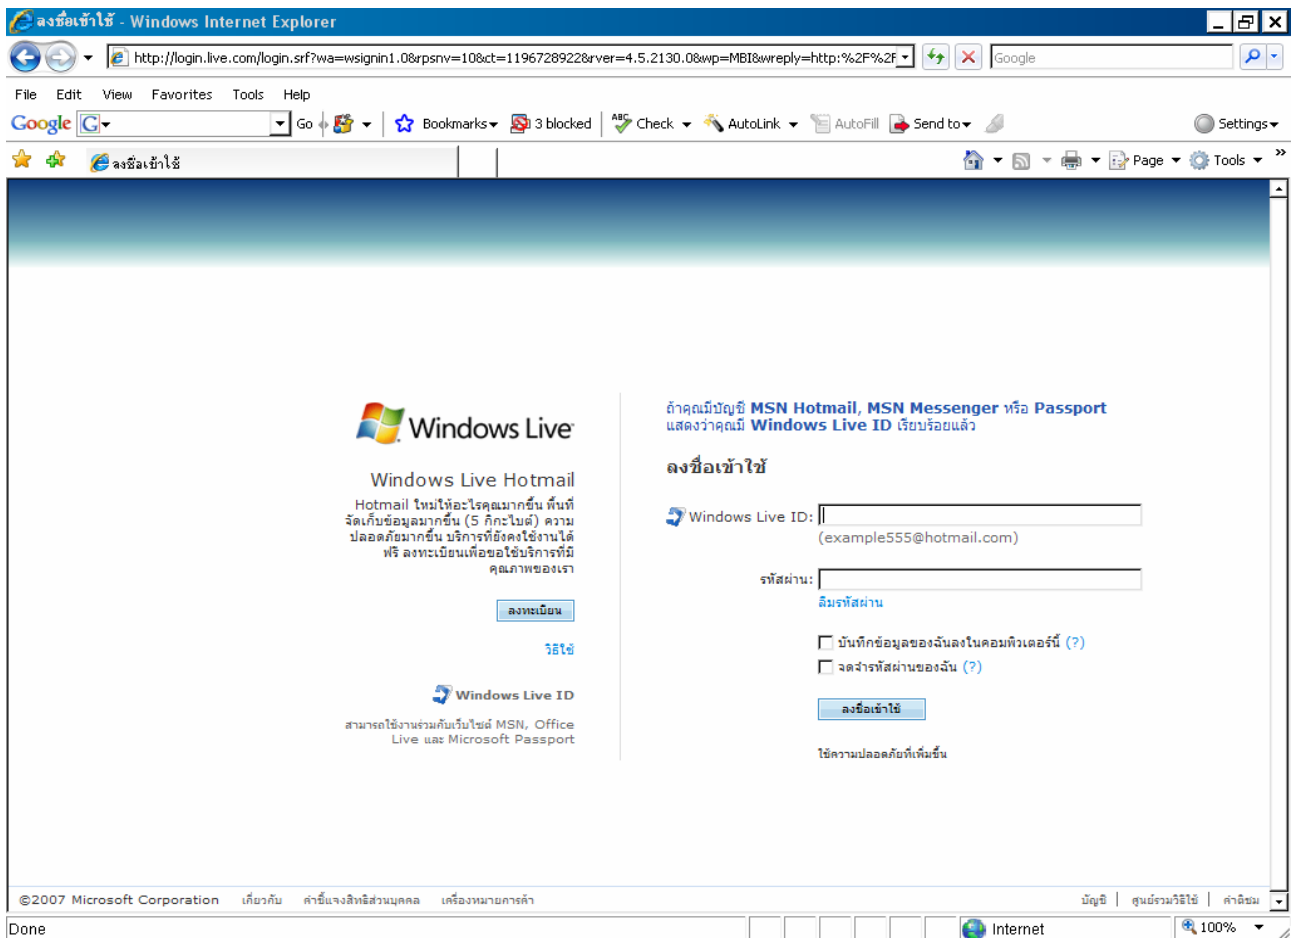 ลงชื่อเข้าใช้ - Windows Internet Explorer
http://login.live.com/login.srf?wa=wsignin1.0&rpsnv=10&ct=1196728922&rver=4.5.2130.0&wp=MBI&wreply=http:%2F%2F
Google
File Edit View Favorites Tools Help
Google G Go Bookmarks 3 blocked ABC Check AutoLink AutoFill Send to Settings
ลงชื่อเข้าใช้ Page Tools »
Windows Live
Windows Live Hotmail
Hotmail ใหม่ให้อะไรคุณมากขึ้น พื้นที่
จัดเก็บข้อมูลมากขึ้น (5 กิกะไบต์) ความ
ปลอดภัยมากขึ้น บริการที่ยังคงใช้งานได้
ฟรี ลงทะเบียนเพื่อขอใช้บริการที่มี
คุณภาพของเรา
ลงทะเบียน
วิธีใช้
Windows Live ID
สามารถใช้งานร่วมกับเว็บไซต์ MSN, Office
Live และ Microsoft Passport
ถ้าคุณมีบัญชี MSN Hotmail, MSN Messenger หรือ Passport
แสดงว่าคุณมี Windows Live ID เรียบร้อยแล้ว
ลงชื่อเข้าใช้
Windows Live ID:
(example555@hotmail.com)
รหัสผ่าน:
ลืมรหัสผ่าน
บันทึกข้อมูลของฉันลงในคอมพิวเตอร์นี้ (?)
จดจำรหัสผ่านของฉัน (?)
ลงชื่อเข้าใช้
ใช้ความปลอดภัยที่เพิ่มขึ้น
©2007 Microsoft Corporation เกี่ยวกับ คำชี้แจงสิทธิส่วนบุคคล เครื่องหมายการค้า บัญชี | ศูนย์รวมวิธีใช้ | คำติชม
Done Internet 100%